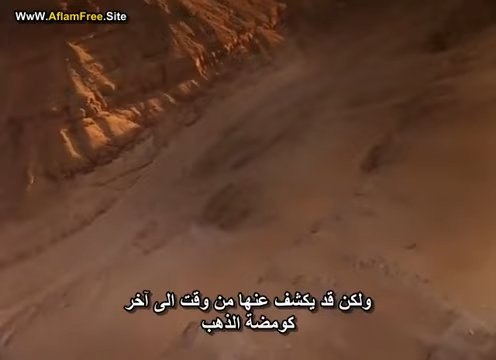 WwW.AflamFree.Site
ولكن قد يكشف عنها من وقت الى آخر
كومضة الذهب